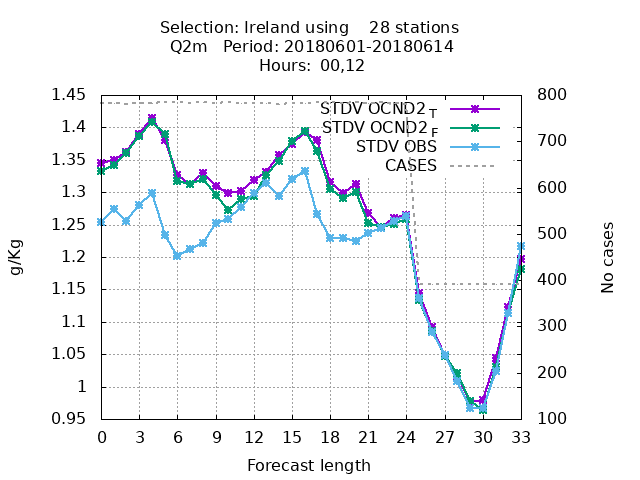 Selection: Ireland using    28 stations
Q2m   Period: 20180601-20180614
Hours:  00,12
STDV OCND2 T
STDV OCND2 F
STDV OBS
CASES
g/Kg
1.45
1.4
1.35
1.3
1.25
1.2
1.15
1.1
1.05
1
0.95
800
700
600
500
400
300
200
100
No cases
0 3 6 9 12 15 18 21 24 27 30 33
Forecast length